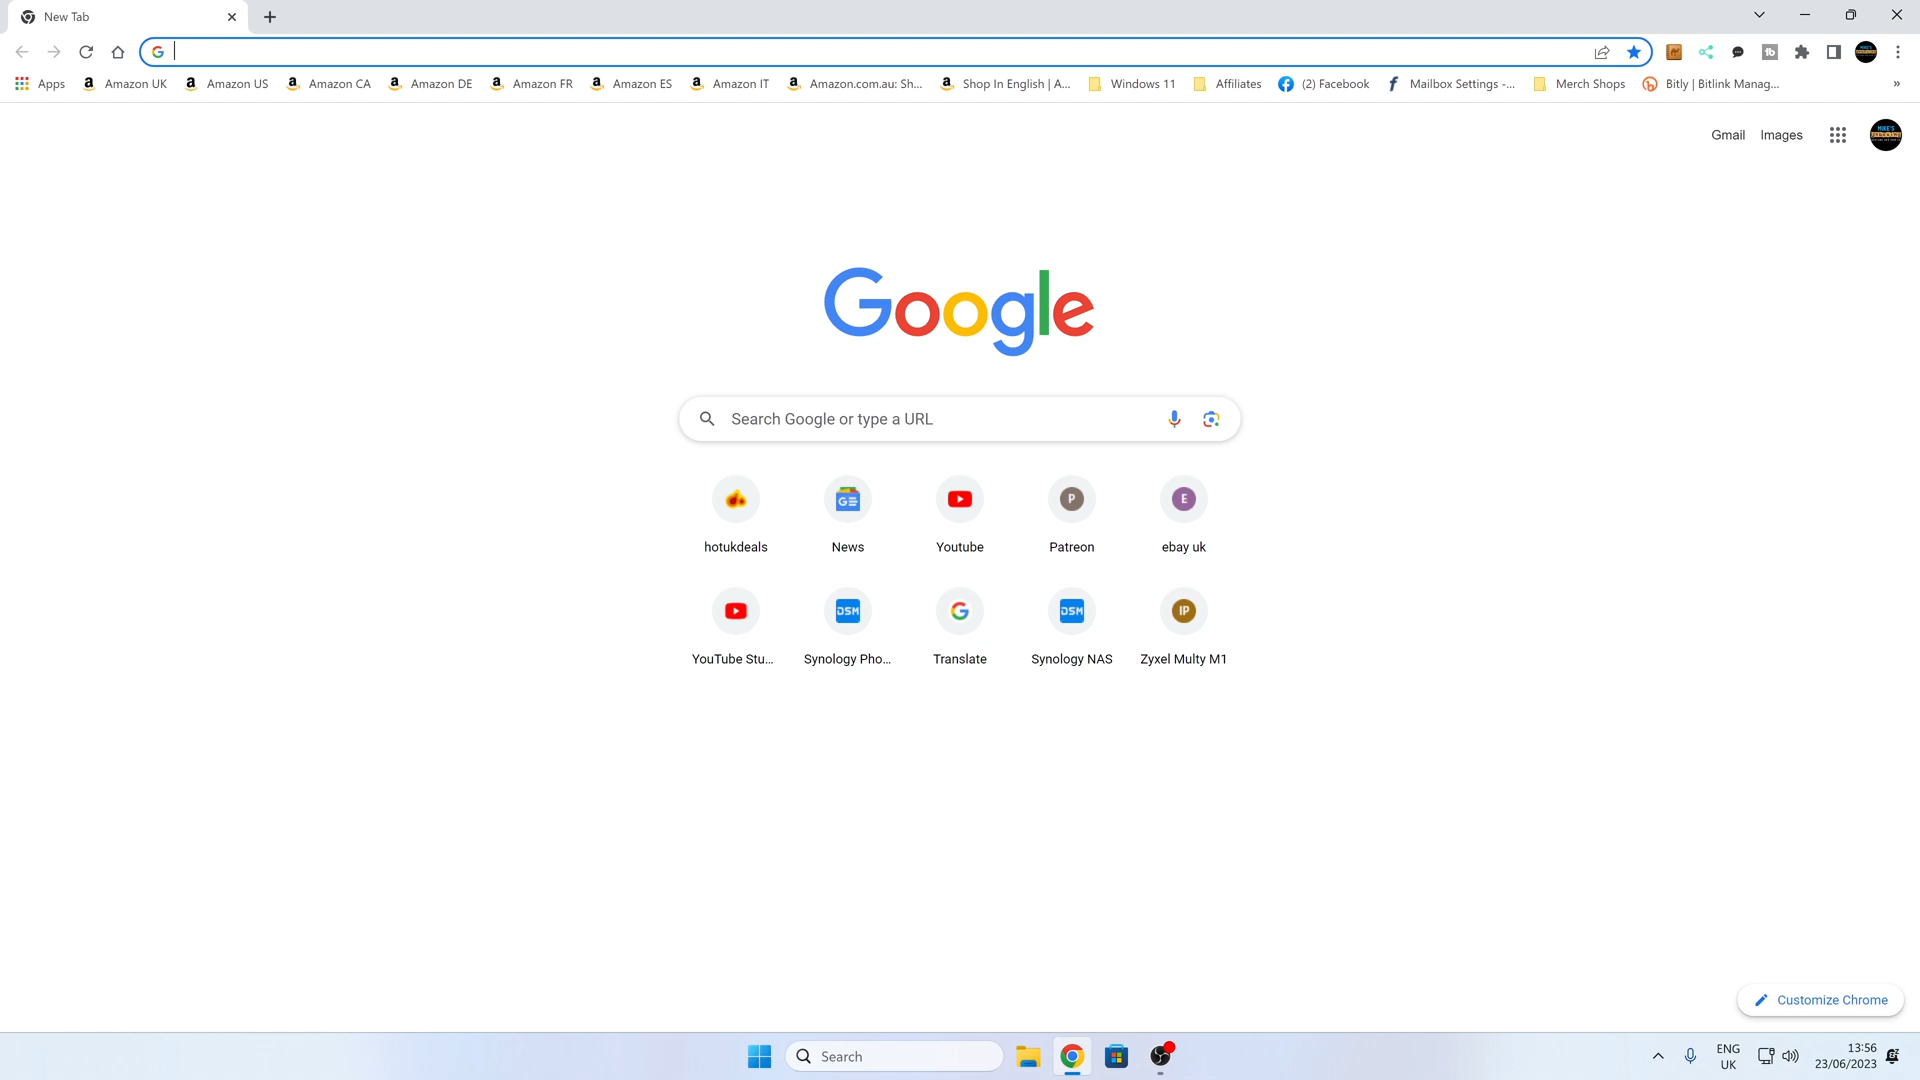 New Tab
Apps Amazon UK Amazon US Amazon CA Amazon DE Amazon FR Amazon ES Amazon IT Amazon.com.au: Sh... Shop In English | A... Windows 11 Affiliates (2) Facebook Mailbox Settings -... Merch Shops Bitly | Bitlink Manag... »
Gmail Images
Google
Search Google or type a URL
P E
hotukdeals News Youtube Patreon ebay uk
DSM DSM IP
YouTube Stu... Synology Pho... Translate Synology NAS Zyxel Multy M1
Customize Chrome
Search
ENG 13:56
UK 23/06/2023